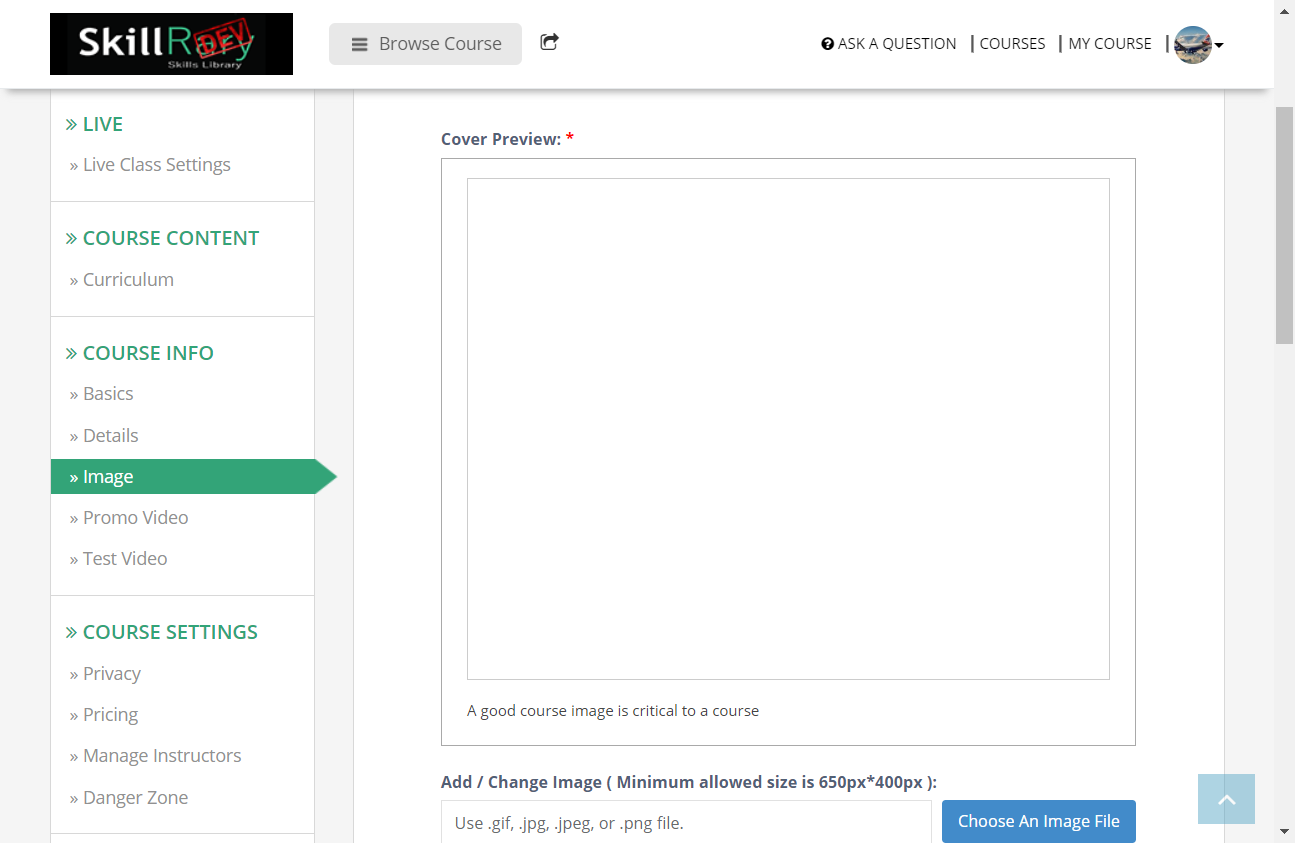 SkillRary
DEV
Skills Library
Browse Course
ASK A QUESTION
COURSES
MY COURSE
» LIVE
» Live Class Settings
» COURSE CONTENT
» Curriculum
» COURSE INFO
» Basics
» Details
» Image
» Promo Video
» Test Video
» COURSE SETTINGS
» Privacy
» Pricing
» Manage Instructors
» Danger Zone
Cover Preview: *
A good course image is critical to a course
Add / Change Image ( Minimum allowed size is 650px*400px ):
Use .gif, .jpg, .jpeg, or .png file.
Choose An Image File